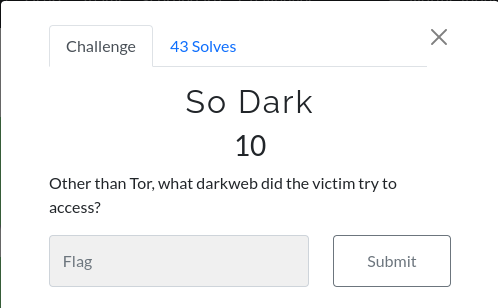 Challenge
43 Solves
So Dark
10
Other than Tor, what darkweb did the victim try to
access?
Flag
Submit